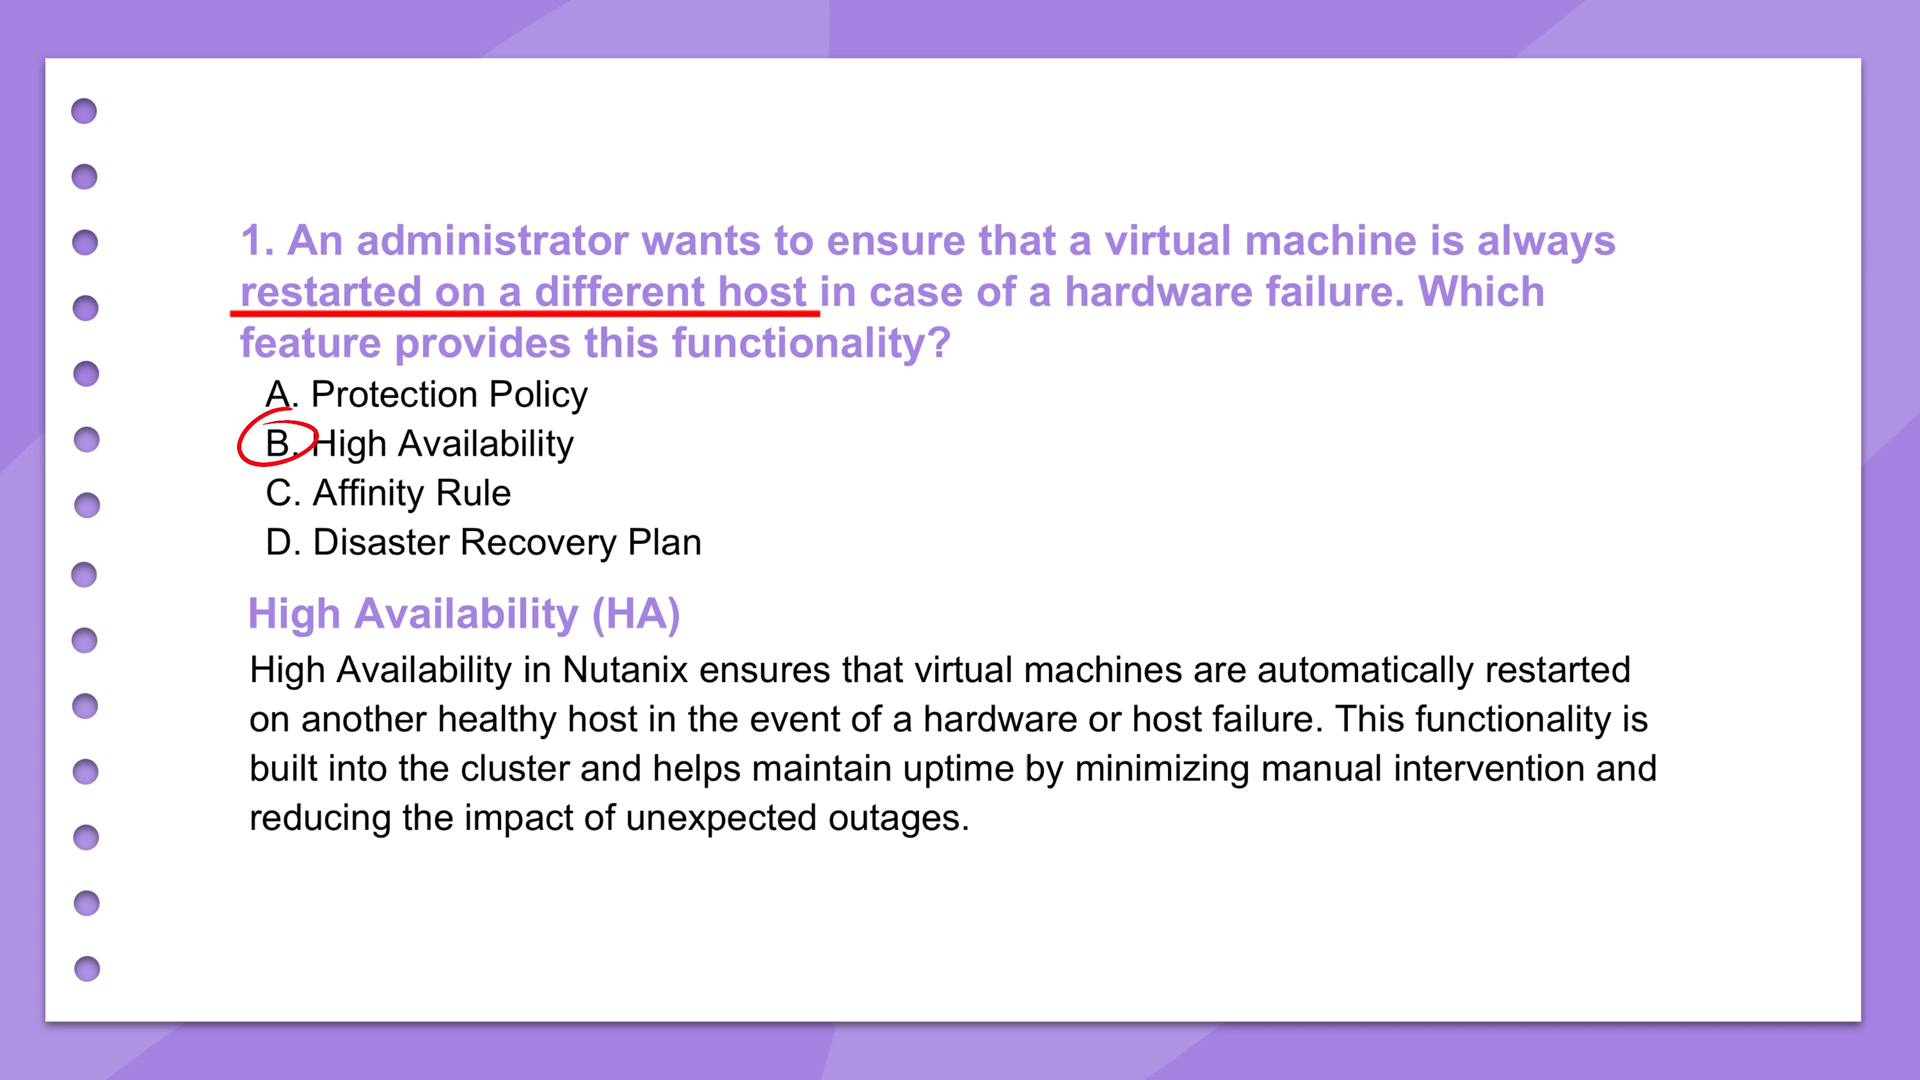 1. An administrator wants to ensure that a virtual machine is always
restarted on a different host in case of a hardware failure. Which
feature provides this functionality?
A. Protection Policy
B. High Availability
C. Affinity Rule
D. Disaster Recovery Plan
High Availability (HA)
High Availability in Nutanix ensures that virtual machines are automatically restarted
on another healthy host in the event of a hardware or host failure. This functionality is
built into the cluster and helps maintain uptime by minimizing manual intervention and
reducing the impact of unexpected outages.